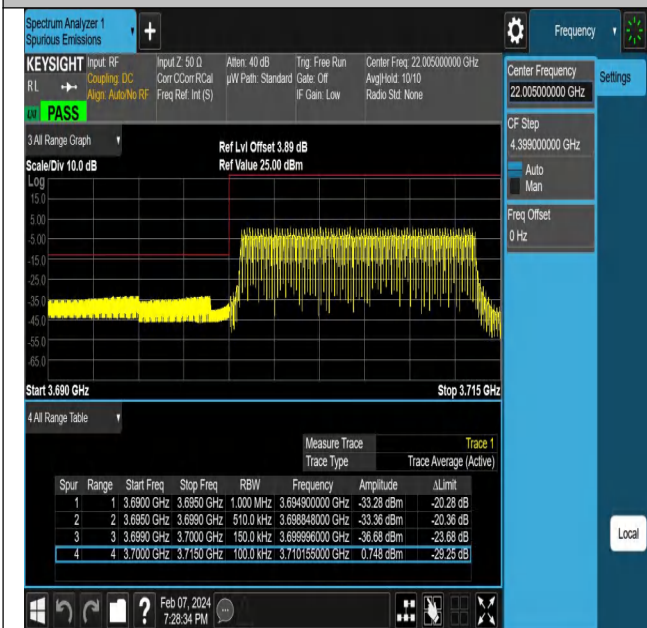 Spectrum Analyzer 1
Spurious Emissions
+
Frequency
KEYSIGHT
RL
PASS
Input: RF
Coupling: DC
Align: Auto/No RF
Input Z: 50 Ω
Corr CCorr RCal
Freq Ref: Int (S)
Atten: 40 dB
µW Path: Standard
Trig: Free Run
Gate: Off
IF Gain: Low
Center Freq: 22.005000000 GHz
Avg|Hold: 10/10
Radio Std: None
Center Frequency
22.005000000 GHz
Settings
CF Step
4.399000000 GHz
Auto
Man
Freq Offset
0 Hz
3 All Range Graph
Scale/Div 10.0 dB
Ref Lvl Offset 3.89 dB
Ref Value 25.00 dBm
Log
15.0
5.00
-5.00
-15.0
-25.0
-35.0
-45.0
-55.0
-65.0
Start 3.690 GHz
Stop 3.715 GHz
4 All Range Table
Measure Trace Trace 1
Trace Type Trace Average (Active)
Spur Range Start Freq Stop Freq RBW Frequency Amplitude ΔLimit
1 1 3.6900 GHz 3.6950 GHz 1.000 MHz 3.694900000 GHz -33.28 dBm -20.28 dB
2 2 3.6950 GHz 3.6990 GHz 510.0 kHz 3.698848000 GHz -33.36 dBm -20.36 dB
3 3 3.6990 GHz 3.7000 GHz 150.0 kHz 3.699996000 GHz -36.68 dBm -23.68 dB
4 4 3.7000 GHz 3.7150 GHz 100.0 kHz 3.710155000 GHz 0.748 dBm -29.25 dB
Local
?
Feb 07, 2024
7:28:34 PM